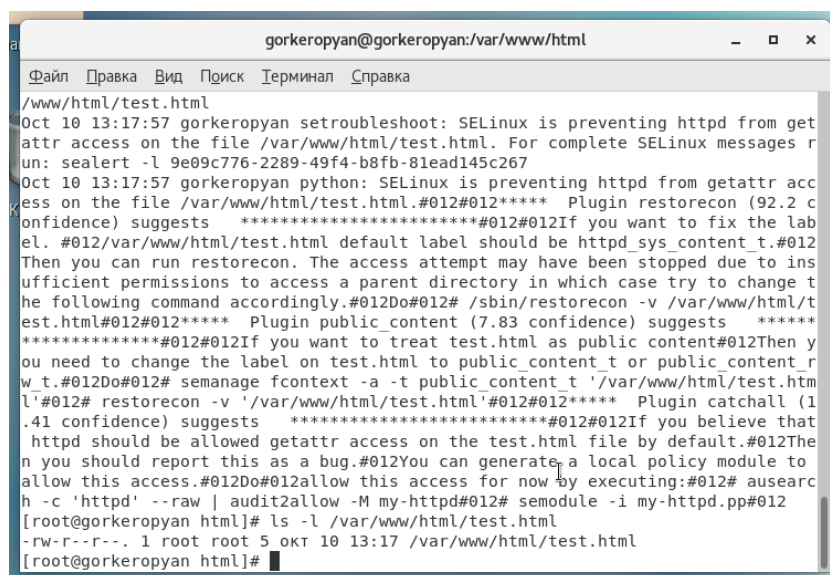 gorkeropyan@gorkeropyan:/var/www/html
Файл Правка Вид Поиск Терминал Справка
/www/html/test.html
Oct 10 13:17:57 gorkeropyan setroubleshoot: SELinux is preventing httpd from get
attr access on the file /var/www/html/test.html. For complete SELinux messages r
un: sealert -l 9e09c776-2289-49f4-b8fb-81ead145c267
Oct 10 13:17:57 gorkeropyan python: SELinux is preventing httpd from getattr acc
ess on the file /var/www/html/test.html.#012#012***** Plugin restorecon (92.2 c
onfidence) suggests ************************#012#012If you want to fix the lab
el. #012/var/www/html/test.html default label should be httpd_sys_content_t.#012
Then you can run restorecon. The access attempt may have been stopped due to ins
ufficient permissions to access a parent directory in which case try to change t
he following command accordingly.#012Do#012# /sbin/restorecon -v /var/www/html/t
est.html#012#012***** Plugin public_content (7.83 confidence) suggests ******
**************#012#012If you want to treat test.html as public content#012Then y
ou need to change the label on test.html to public_content_t or public_content_r
w_t.#012Do#012# semanage fcontext -a -t public_content_t '/var/www/html/test.htm
l'#012# restorecon -v '/var/www/html/test.html'#012#012***** Plugin catchall (1
.41 confidence) suggests **************************#012#012If you believe that
httpd should be allowed getattr access on the test.html file by default.#012The
n you should report this as a bug.#012You can generate a local policy module to
allow this access.#012Do#012allow this access for now by executing:#012# ausearc
h -c 'httpd' --raw | audit2allow -M my-httpd#012# semodule -i my-httpd.pp#012
[root@gorkeropyan html]# ls -l /var/www/html/test.html
-rw-r--r--. 1 root root 5 окт 10 13:17 /var/www/html/test.html
[root@gorkeropyan html]#